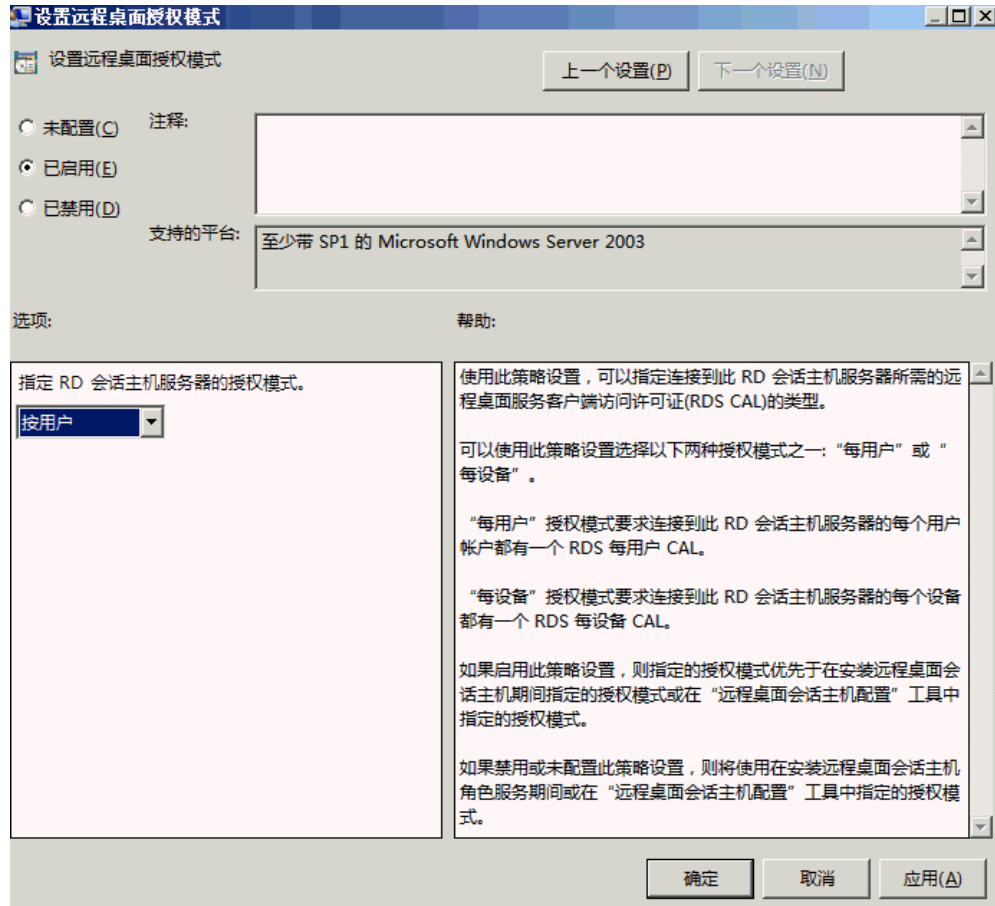 设置远程桌面授权模式
设置远程桌面授权模式
上一个设置(P)
下一个设置(N)
未配置(C)
注释:
已启用(E)
已禁用(D)
支持的平台:
至少带 SP1 的 Microsoft Windows Server 2003
选项:
帮助:
指定 RD 会话主机服务器的授权模式。
按用户
使用此策略设置，可以指定连接到此 RD 会话主机服务器所需的远
程桌面服务客户端访问许可证(RDS CAL)的类型。
可以使用此策略设置选择以下两种授权模式之一:“每用户”或“
每设备”。
“每用户”授权模式要求连接到此 RD 会话主机服务器的每个用户
帐户都有一个 RDS 每用户 CAL。
“每设备”授权模式要求连接到此 RD 会话主机服务器的每个设备
都有一个 RDS 每设备 CAL。
如果启用此策略设置，则指定的授权模式优先于在安装远程桌面会
话主机期间指定的授权模式或在“远程桌面会话主机配置”工具中
指定的授权模式。
如果禁用或未配置此策略设置，则将使用在安装远程桌面会话主机
角色服务期间或在“远程桌面会话主机配置”工具中指定的授权模
式。
确定
取消
应用(A)